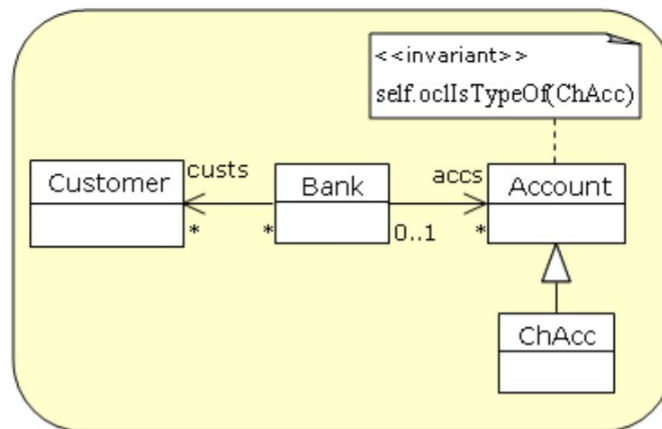 <<invariant>>
self.oclIsTypeOf(ChAcc)
Customer
custs
*
*
Bank
0..1
accs
*
Account
ChAcc